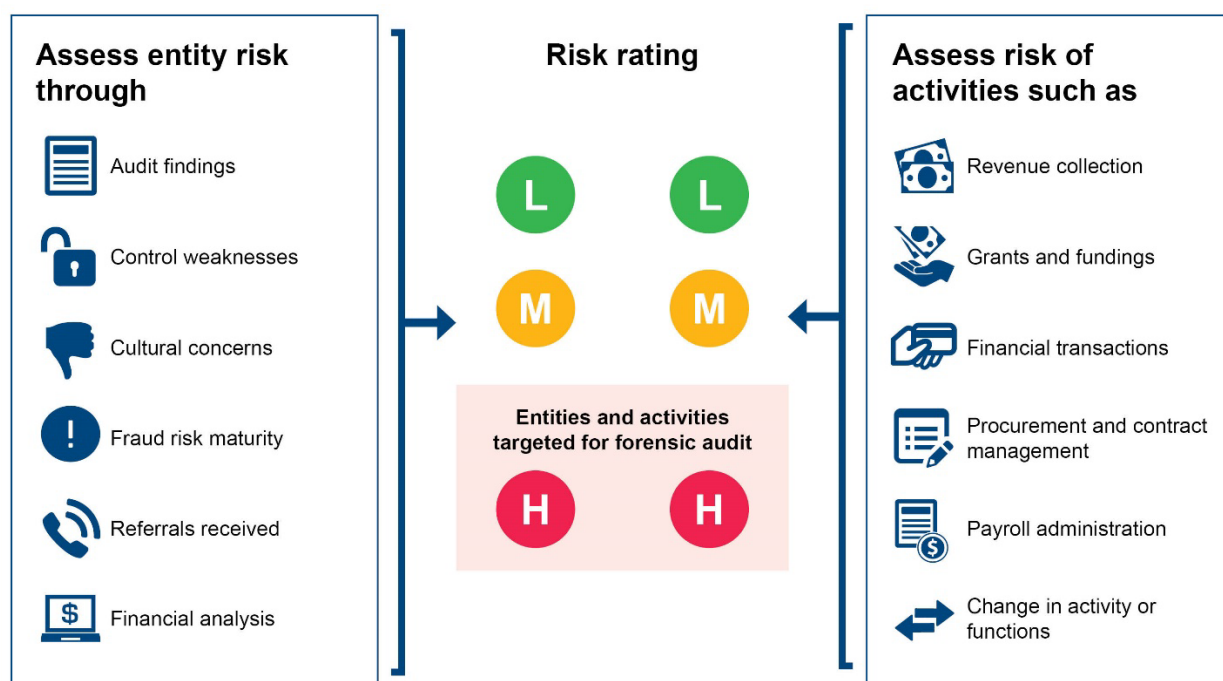 Assess entity risk
through
Audit findings
Control weaknesses
Cultural concerns
!
Fraud risk maturity
Referrals received
$
Financial analysis
Risk rating
L L
M M
Entities and activities
targeted for forensic audit
H H
Assess risk of
activities such as
Revenue collection
Grants and fundings
Financial transactions
Procurement and contract
management
$
Payroll administration
Change in activity or
functions